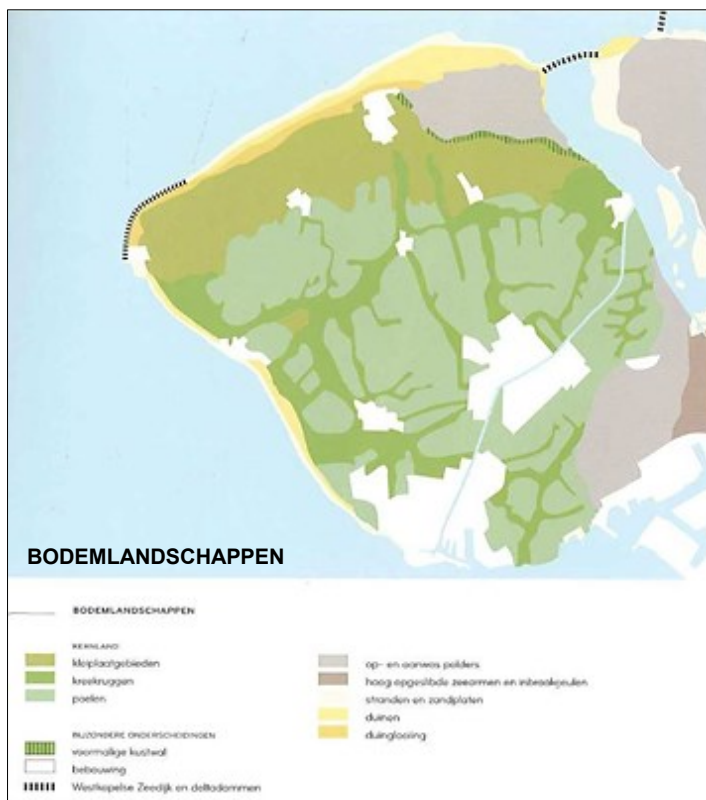 BODEMLANDSCHAPPEN
BODEMLANDSCHAPPEN
KERNLAND
kleiplaatgebieden
kreekruggen
poelen
BIJZONDERE ONDERSCHEIDINGEN
voormalige kustwal
bebouwing
Westkapelse Zeedijk en deltadammen
op- en aanwas polders
hoog opgeslibde zeearmen en inbraakgeulen
stranden en zandplaten
duinen
duinglooiing